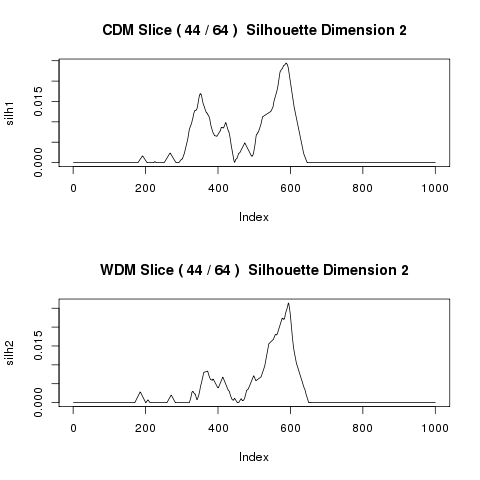 CDM Slice ( 44 / 64 )  Silhouette Dimension 2
silh1
0.015
0.000
0 200 400 600 800 1000
Index
WDM Slice ( 44 / 64 )  Silhouette Dimension 2
silh2
0.015
0.000
0 200 400 600 800 1000
Index